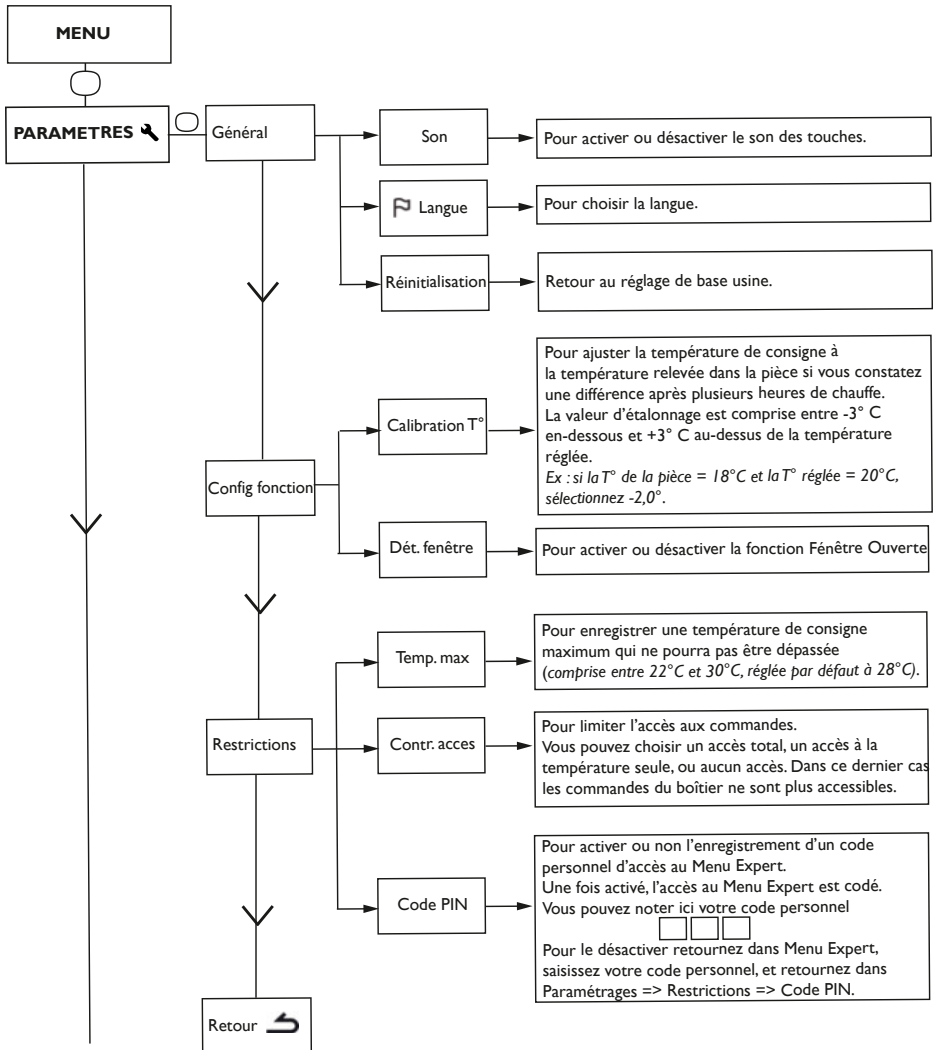 MENU
PARAMETRES
Général
Son
Pour activer ou désactiver le son des touches.
Langue
Pour choisir la langue.
Réinitialisation
Retour au réglage de base usine.
Config fonction
Calibration T°
Pour ajuster la température de consigne à
la température relevée dans la pièce si vous constatez
une différence après plusieurs heures de chauffe.
La valeur d'étalonnage est comprise entre -3° C
en-dessous et +3° C au-dessus de la température
réglée.
Ex : si la T° de la pièce = 18°C et la T° réglée = 20°C,
sélectionnez -2,0°.
Dét. fenêtre
Pour activer ou désactiver la fonction Fénêtre Ouverte
Restrictions
Temp. max
Pour enregistrer une température de consigne
maximum qui ne pourra pas être dépassée
(comprise entre 22°C et 30°C, réglée par défaut à 28°C).
Contr. acces
Pour limiter l'accès aux commandes.
Vous pouvez choisir un accès total, un accès à la
température seule, ou aucun accès. Dans ce dernier cas
les commandes du boîtier ne sont plus accessibles.
Code PIN
Pour activer ou non l'enregistrement d'un code
personnel d'accès au Menu Expert.
Une fois activé, l'accès au Menu Expert est codé.
Vous pouvez noter ici votre code personnel
Pour le désactiver retournez dans Menu Expert,
saisissez votre code personnel, et retournez dans
Paramétrages => Restrictions => Code PIN.
Retour